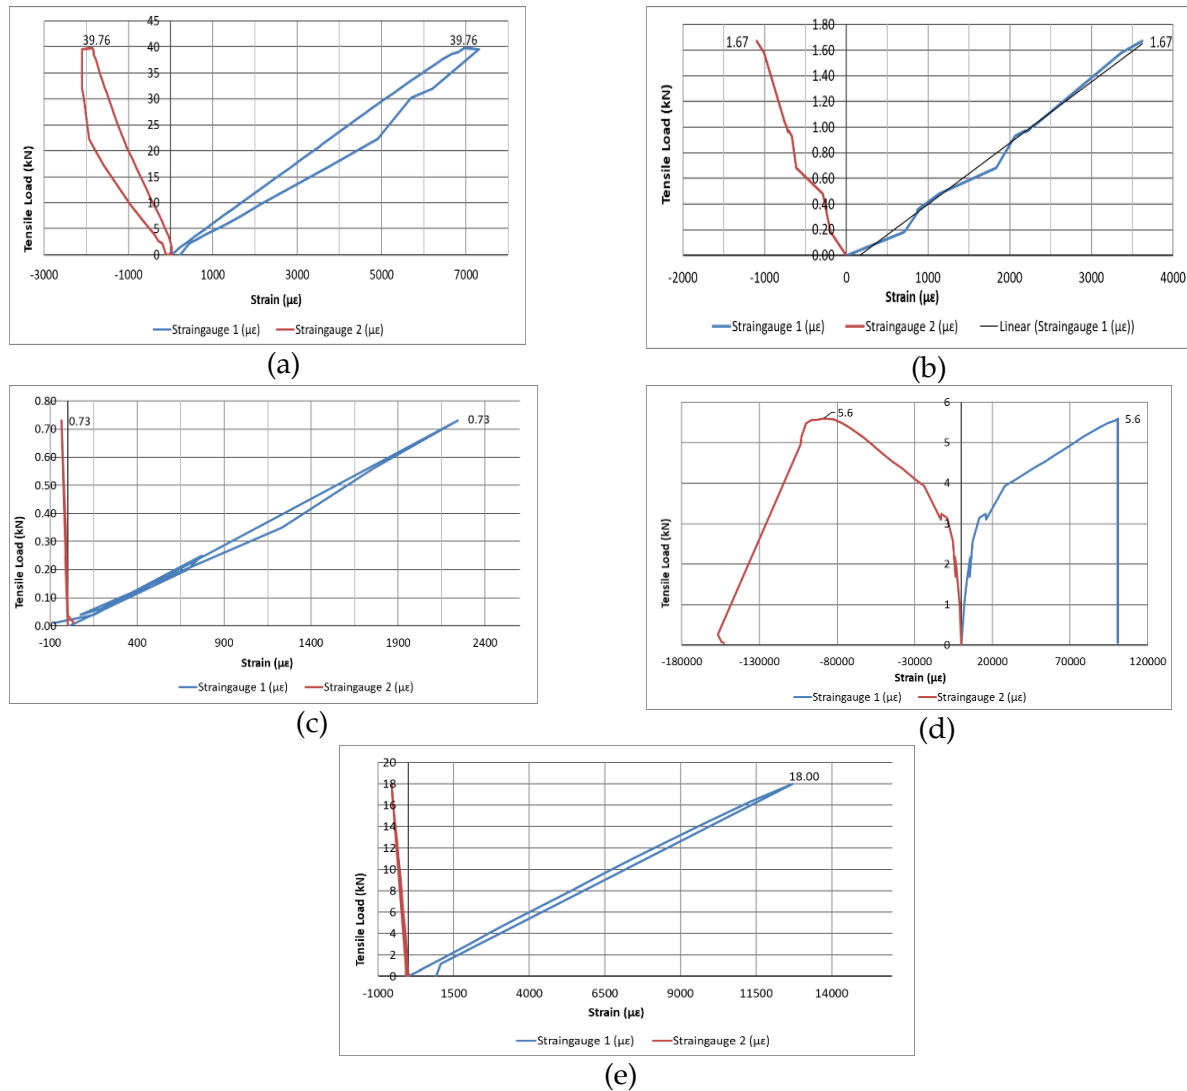 45
40
35
30
25
20
15
10
5
0
39.76
39.76
Tensile Load (kN)
-3000 -1000 1000 3000 5000 7000
Strain (µε)
Straingauge 1 (µε) Straingauge 2 (µε)
(a)
1.80
1.60
1.40
1.20
1.00
0.80
0.60
0.40
0.20
0.00
1.67
1.67
Tensile Load (kN)
-2000 -1000 0 1000 2000 3000 4000
Strain (µε)
Straingauge 1 (µε) Straingauge 2 (µε) Linear (Straingauge 1 (µε))
(b)
0.80
0.70
0.60
0.50
0.40
0.30
0.20
0.10
0.00
0.73
0.73
Tensile Load (kN)
-100 400 900 1400 1900 2400
Strain (µε)
Straingauge 1 (µε) Straingauge 2 (µε)
(c)
6
5
4
3
2
1
0
5.6
5.6
Tensile Load (kN)
-180000 -130000 -80000 -30000 20000 70000 120000
Strain (µε)
Straingauge 1 (µε) Straingauge 2 (µε)
(d)
20
18
16
14
12
10
8
6
4
2
0
18.00
Tensile Load (kN)
-1000 1500 4000 6500 9000 11500 14000
Strain (µε)
Straingauge 1 (µε) Straingauge 2 (µε)
(e)